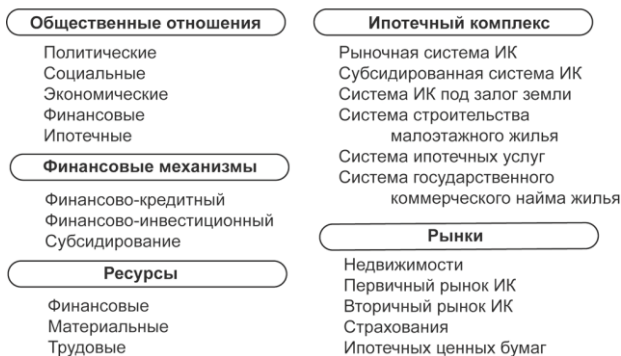 Общественные отношения
Политические
Социальные
Экономические
Финансовые
Ипотечные
Финансовые механизмы
Финансово-кредитный
Финансово-инвестиционный
Субсидирование
Ресурсы
Финансовые
Материальные
Трудовые
Ипотечный комплекс
Рыночная система ИК
Субсидированная система ИК
Система ИК под залог земли
Система строительства
малоэтажного жилья
Система ипотечных услуг
Система государственного
коммерческого найма жилья
Рынки
Недвижимости
Первичный рынок ИК
Вторичный рынок ИК
Страхования
Ипотечных ценных бумаг